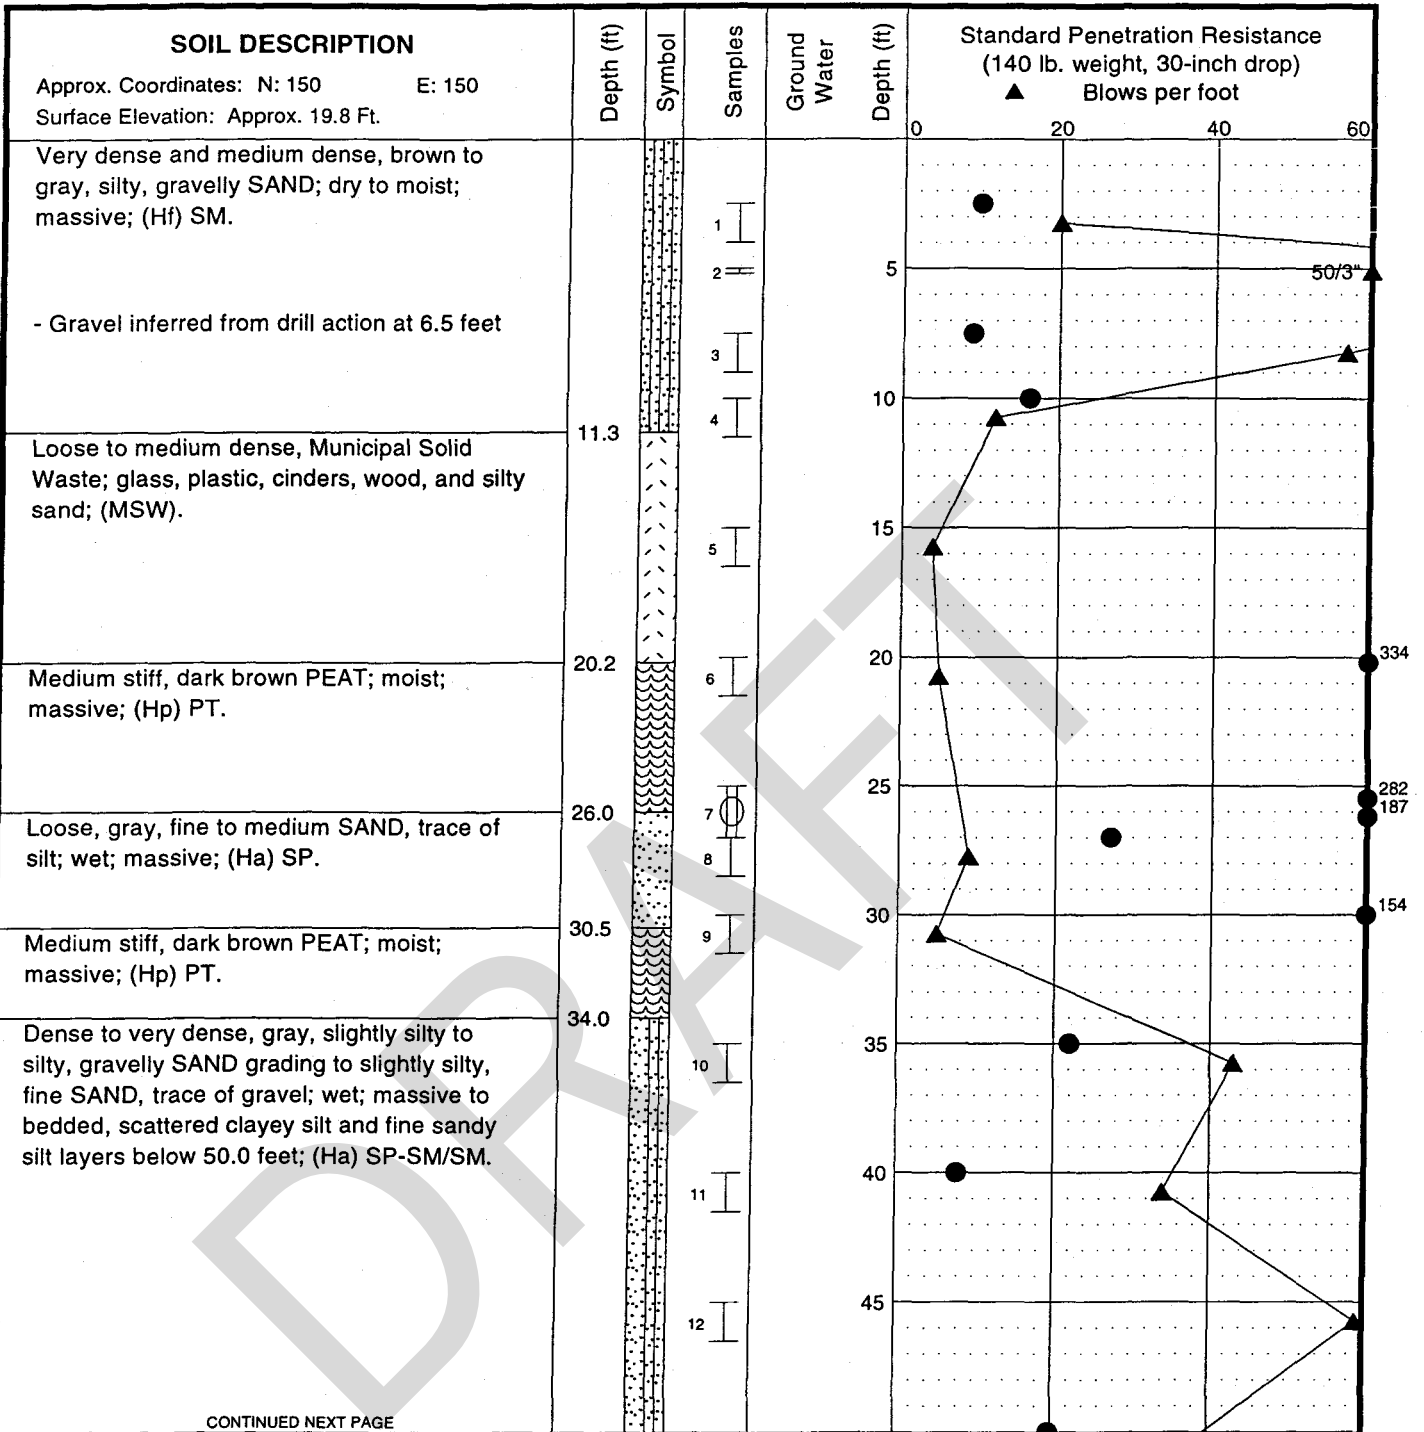 SOIL DESCRIPTION
Approx. Coordinates: N: 150 E: 150
Surface Elevation: Approx. 19.8 Ft.
Depth (ft)
Symbol
Samples
Ground
Water
Depth (ft)
Standard Penetration Resistance
(140 lb. weight, 30-inch drop)
▲ Blows per foot
0 20 40 60
Very dense and medium dense, brown to
gray, silty, gravelly SAND; dry to moist;
massive; (Hf) SM.
1
2
5
50/3"
- Gravel inferred from drill action at 6.5 feet
3
10
4
11.3
Loose to medium dense, Municipal Solid
Waste; glass, plastic, cinders, wood, and silty
sand; (MSW).
15
5
20
334
20.2
Medium stiff, dark brown PEAT; moist;
massive; (Hp) PT.
6
25
282
187
26.0
7
Loose, gray, fine to medium SAND, trace of
silt; wet; massive; (Ha) SP.
8
30
154
30.5
9
Medium stiff, dark brown PEAT; moist;
massive; (Hp) PT.
34.0
Dense to very dense, gray, slightly silty to
silty, gravelly SAND grading to slightly silty,
fine SAND, trace of gravel; wet; massive to
bedded, scattered clayey silt and fine sandy
silt layers below 50.0 feet; (Ha) SP-SM/SM.
35
10
40
11
45
12
CONTINUED NEXT PAGE
DRAFT